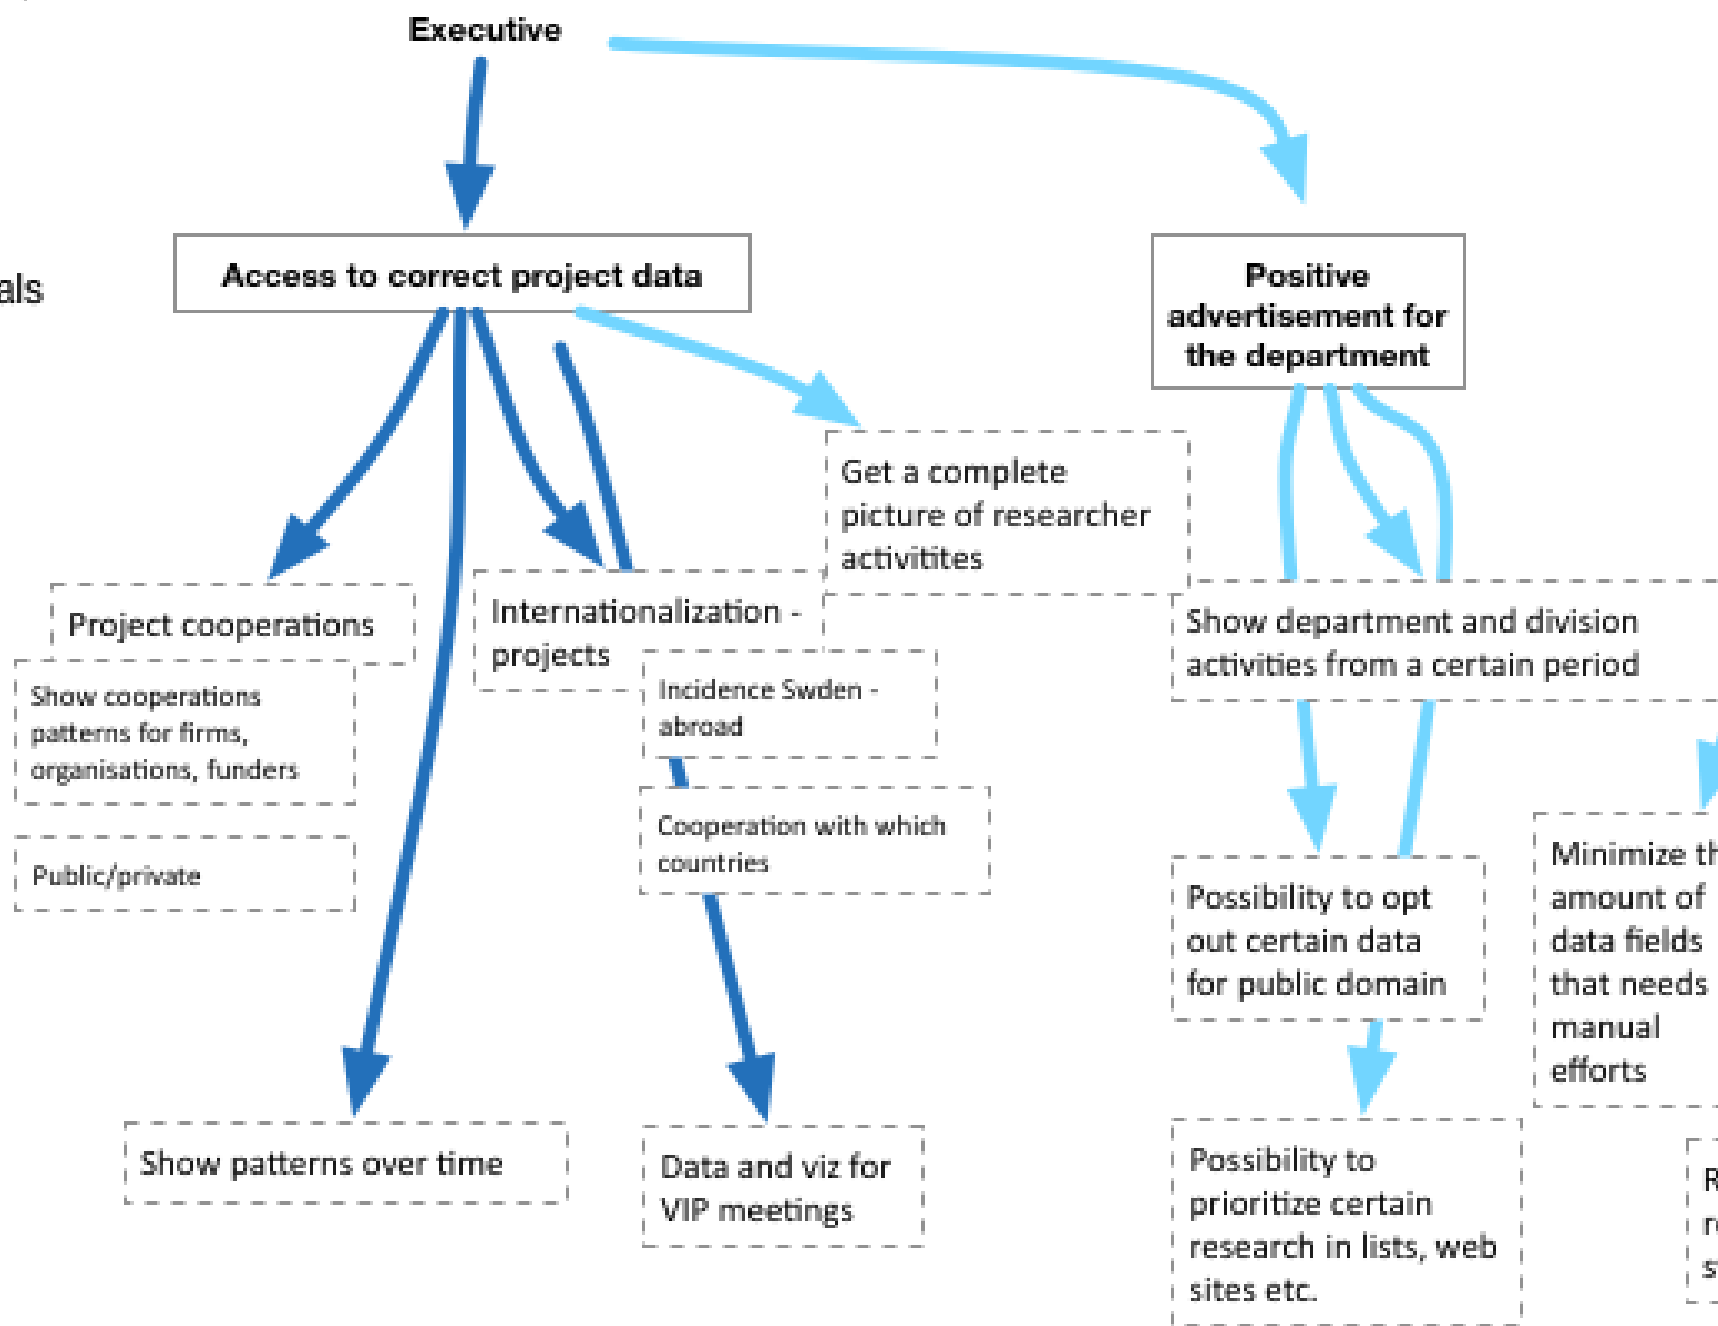 Executive
als
Access to correct project data
Positive
advertisement for
the department
Get a complete
picture of researcher
activitites
Project cooperations
Show cooperations
patterns for firms,
organisations, funders
Public/private
Internationalization -
projects
Incidence Swden -
abroad
Cooperation with which
countries
Show department and division
activities from a certain period
Possibility to opt
out certain data
for public domain
Minimize th
amount of
data fields
that needs
manual
efforts
Show patterns over time
Data and viz for
VIP meetings
Possibility to
prioritize certain
research in lists, web
sites etc.
R